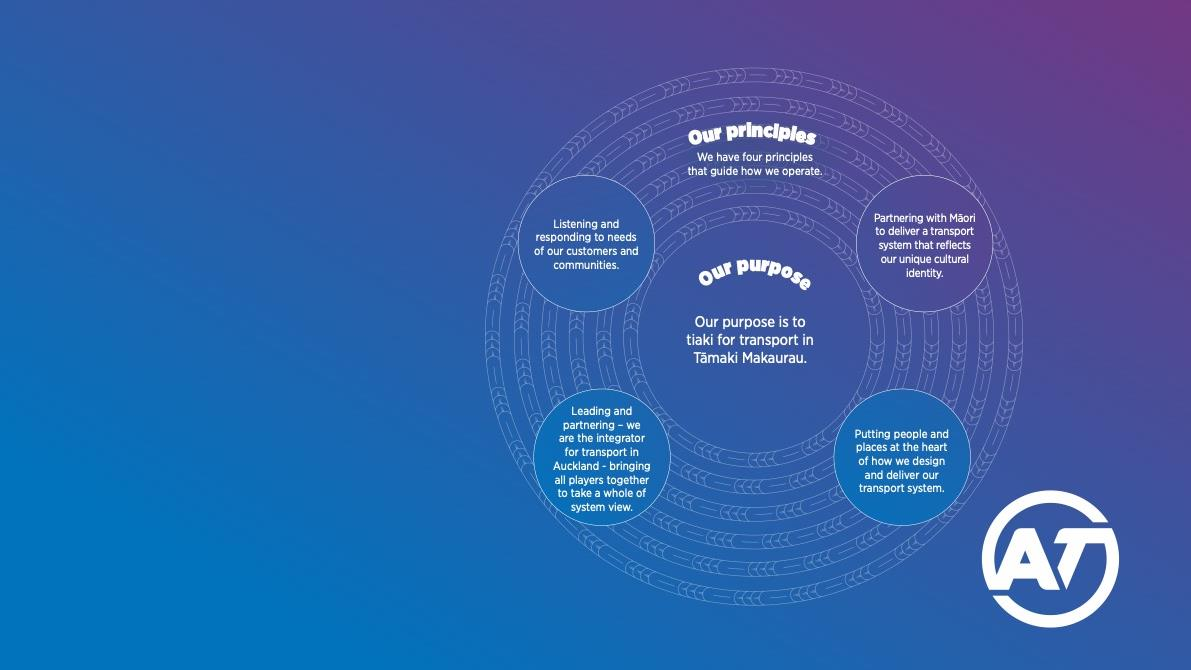 Our principles
We have four principles
that guide how we operate.
Listening and
responding to needs
of our customers and
communities.
Partnering with Māori
to deliver a transport
system that reflects
our unique cultural
identity.
Our purpose
Our purpose is to
tiaki for transport in
Tāmaki Makaurau.
Leading and
partnering – we
are the integrator
for transport in
Auckland - bringing
all players together
to take a whole of
system view.
Putting people and
places at the heart
of how we design
and deliver our
transport system.
AT